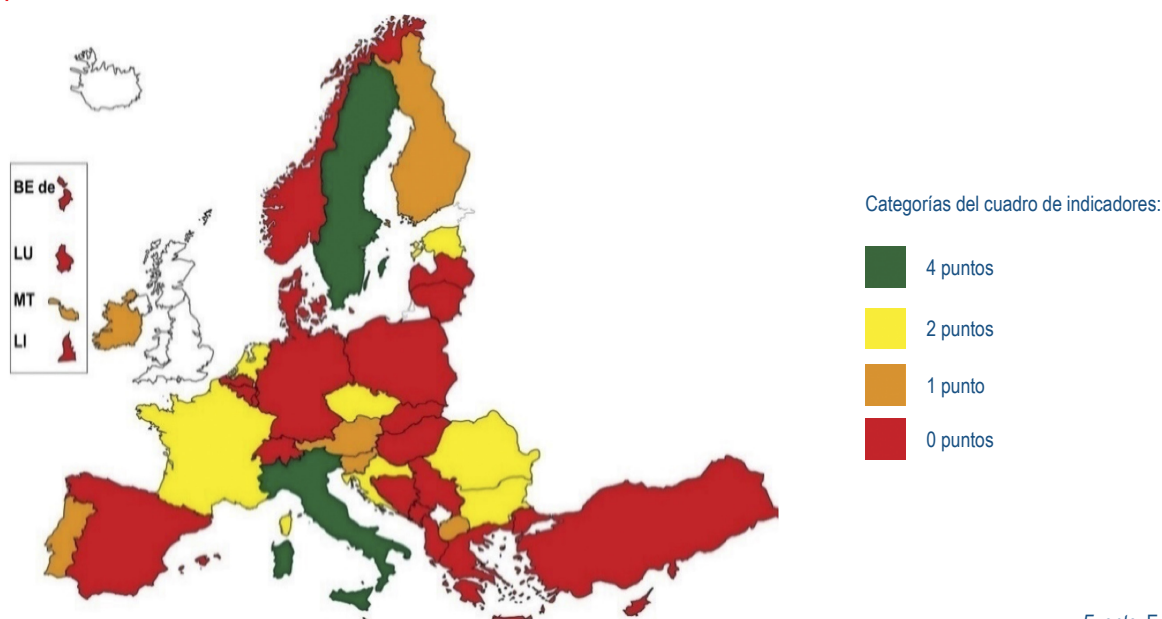 BE de
LU
MT
LI
Categorías del cuadro de indicadores:
4 puntos
2 puntos
1 punto
0 puntos